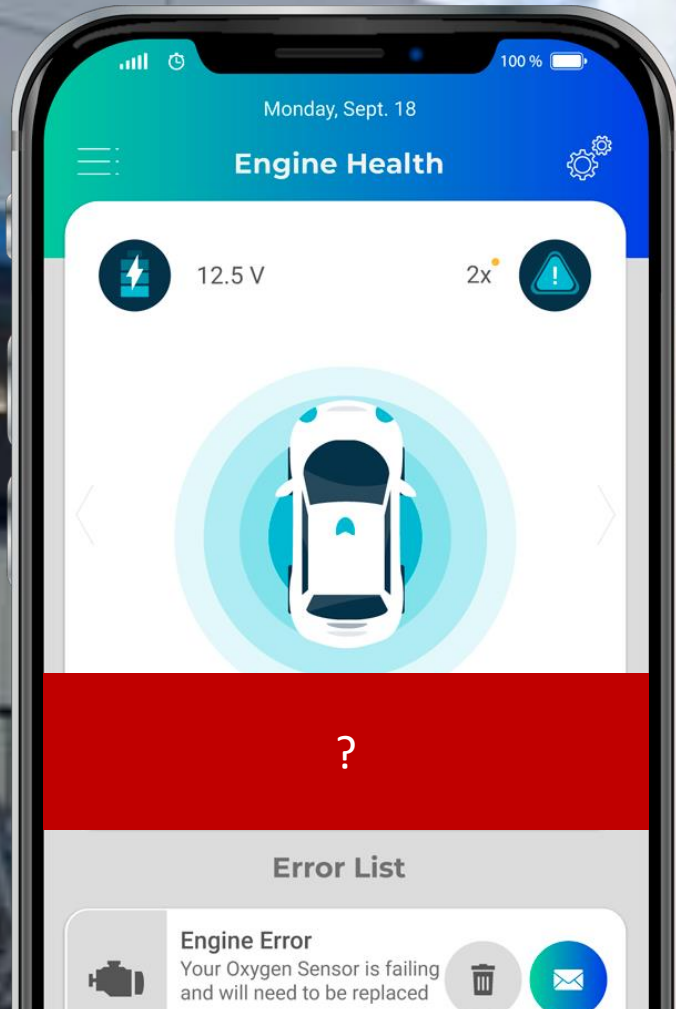 100 %
Monday, Sept. 18
Engine Health
12.5 V
2x
!
?
Error List
Engine Error
Your Oxygen Sensor is failing
and will need to be replaced